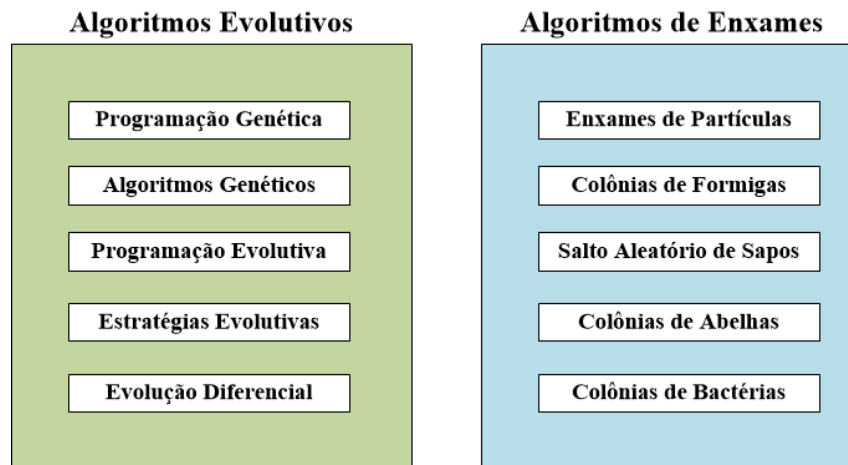 Algoritmos Evolutivos
Programação Genética
Algoritmos Genéticos
Programação Evolutiva
Estratégias Evolutivas
Evolução Diferencial
Algoritmos de Enxames
Enxames de Partículas
Colônias de Formigas
Salto Aleatório de Sapos
Colônias de Abelhas
Colônias de Bactérias